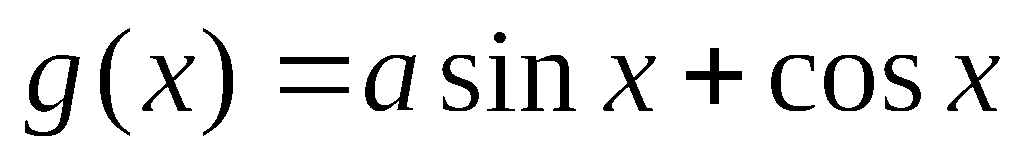 g(x) =a sin x + cos x